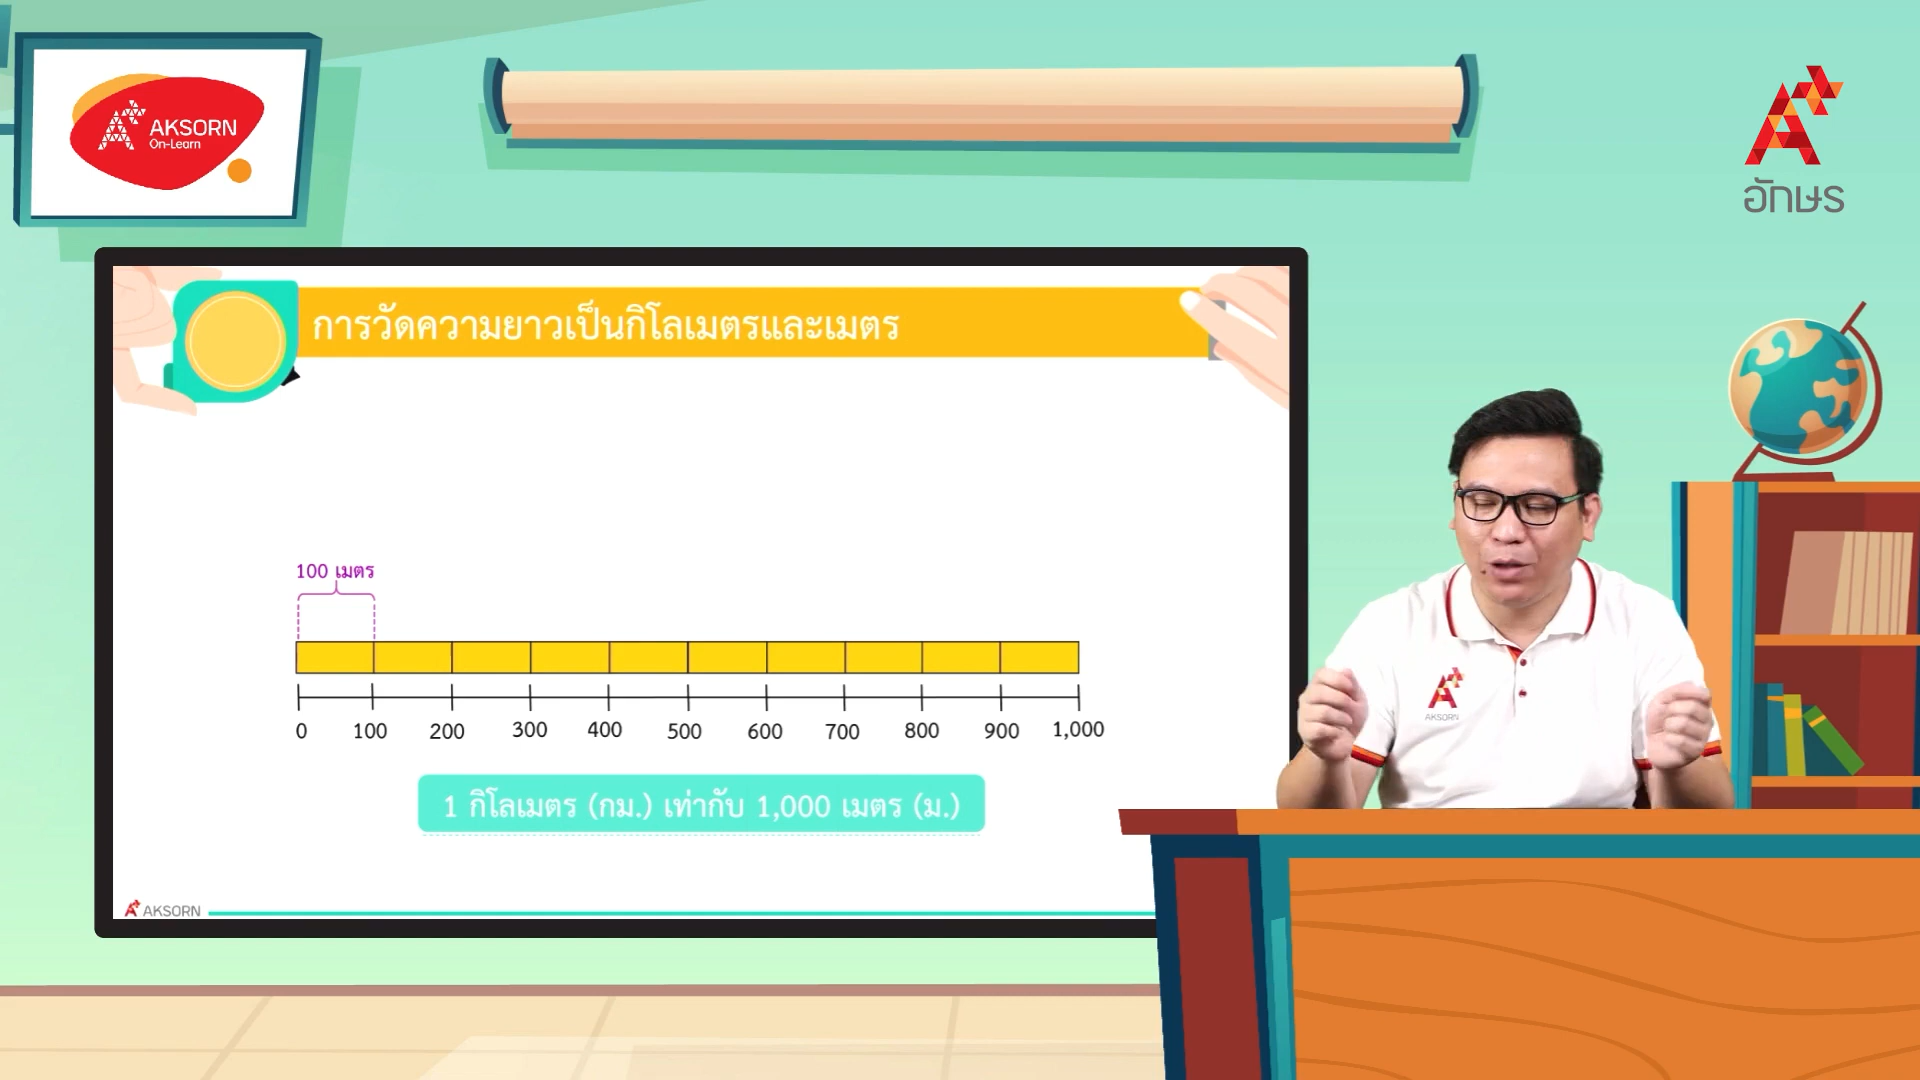 AKSORN
On-Learn
อักษร
การวัดความยาวเป็นกิโลเมตรและเมตร
100 เมตร
0 100 200 300 400 500 600 700 800 900 1,000
1 กิโลเมตร (กม.) เท่ากับ 1,000 เมตร (ม.)
AKSORN
AKSORN